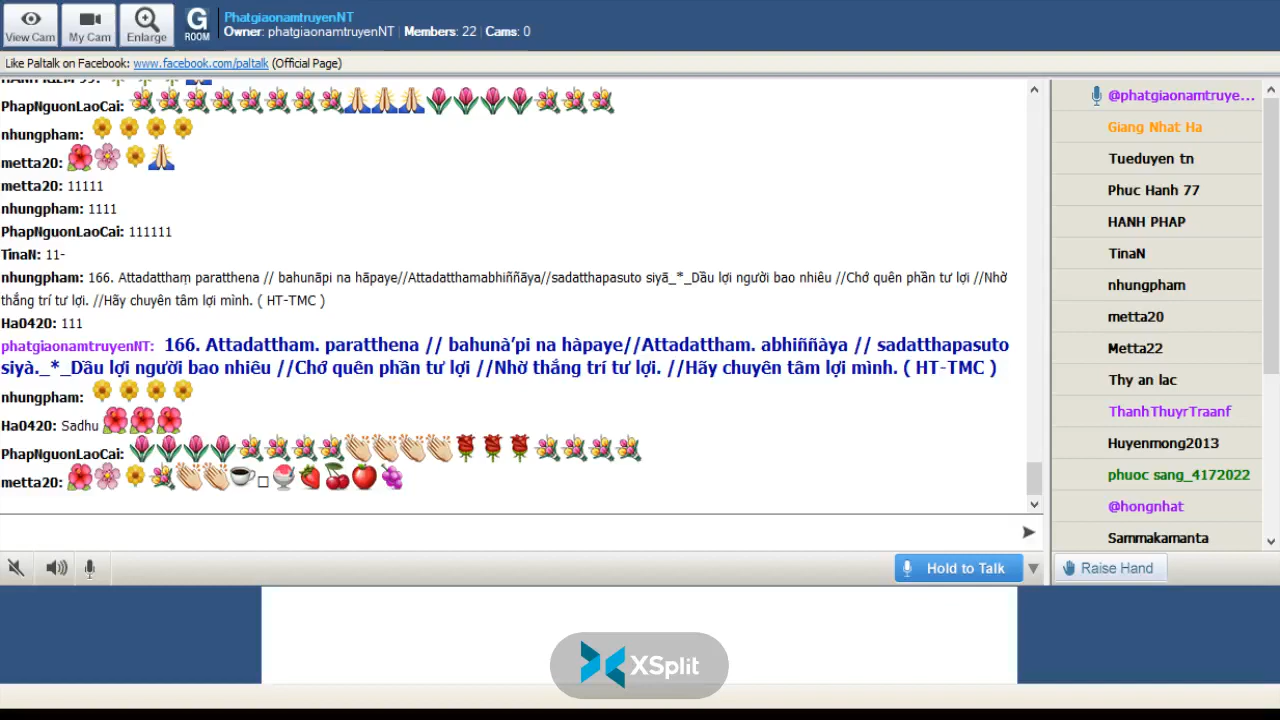 View Cam
My Cam
Enlarge
G
ROOM
PhatgiaonamtruyenNT
Owner: phatgiaonamtruyenNT | Members: 22 | Cams: 0
Like Paltalk on Facebook: www.facebook.com/paltalk (Official Page)
PhapNguonLaoCai:
nhungpham:
metta20:
metta20: 11111
nhungpham: 1111
PhapNguonLaoCai: 111111
TinaN: 11-
nhungpham: 166. Attadatthaṃ paratthena // bahunāpi na hāpaye//Attadatthamabhiññāya//sadatthapasuto siyā_*_Dầu lợi người bao nhiêu //Chớ quên phần tư lợi //Nhờ
thắng trí tư lợi. //Hãy chuyên tâm lợi mình. ( HT-TMC )
Ha0420: 111
phatgiaonamtruyenNT: 166. Attadattham. paratthena // bahunà'pi na hàpaye//Attadattham. abhiññàya // sadatthapasuto
siyà._*_Dầu lợi người bao nhiêu //Chớ quên phần tư lợi //Nhờ thắng trí tư lợi. //Hãy chuyên tâm lợi mình. ( HT-TMC )
nhungpham:
Ha0420: Sadhu
PhapNguonLaoCai:
metta20:
@phatgiaonamtruye...
Giang Nhat Ha
Tueduyen tn
Phuc Hanh 77
HANH PHAP
TinaN
nhungpham
metta20
Metta22
Thy an lac
ThanhThuyrTraanf
Huyenmong2013
phuoc sang_4172022
@hongnhat
Sammakamanta
Hold to Talk
Raise Hand
XSplit